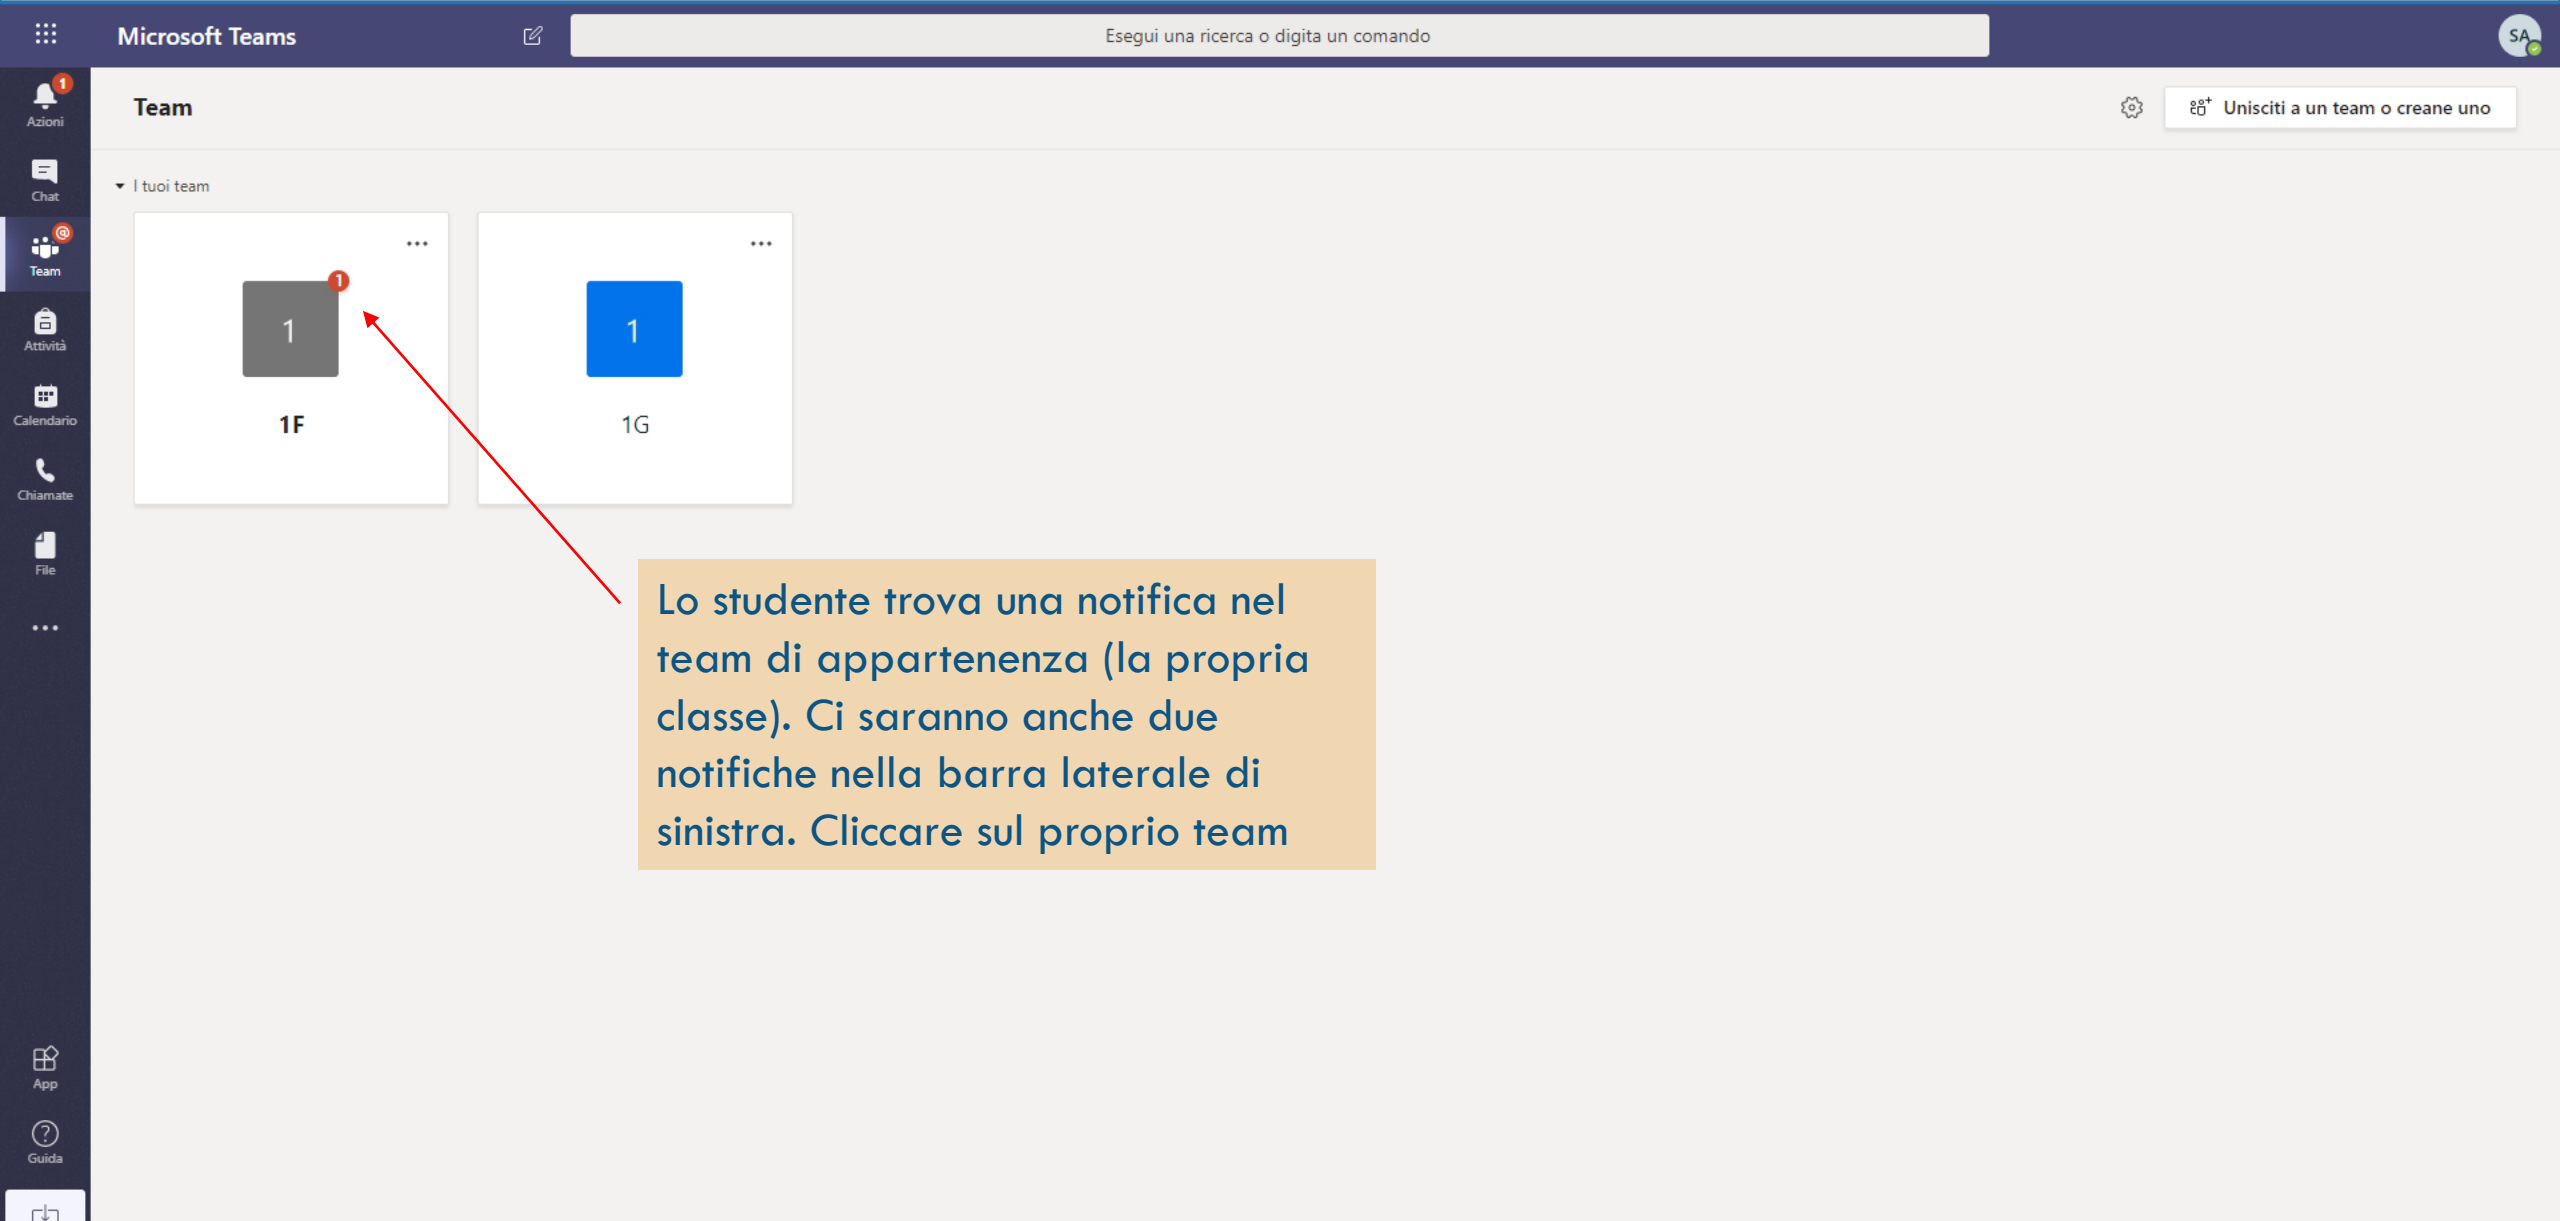 Microsoft Teams
Esegui una ricerca o digita un comando
SA
1
Azioni
Team
Unisciti a un team o creane uno
Chat
I tuoi team
@
Team
1
1
1F
1
1G
Attività
Calendario
Chiamate
File
Lo studente trova una notifica nel
team di appartenenza (la propria
classe). Ci saranno anche due
notifiche nella barra laterale di
sinistra. Cliccare sul proprio team
App
Guida